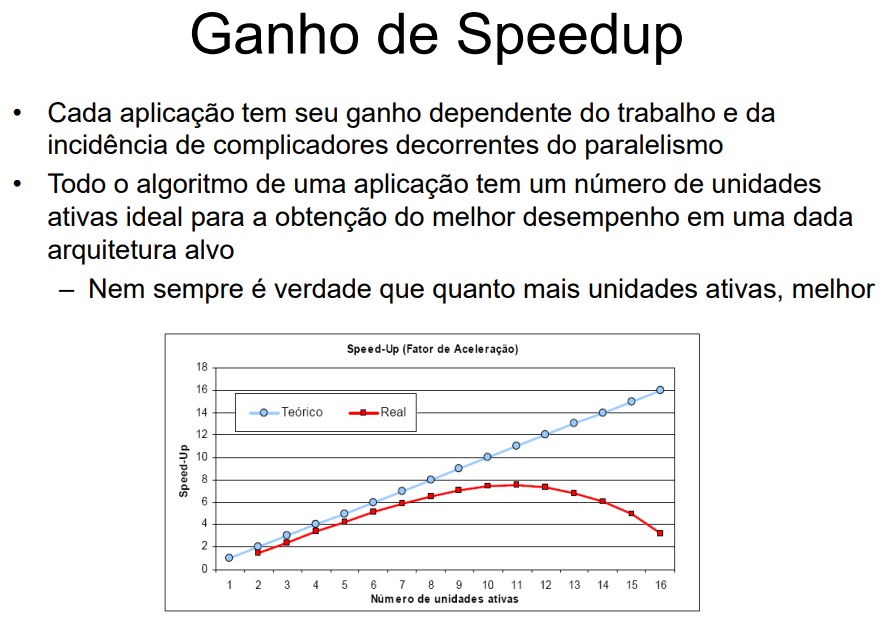 Ganho de Speedup
• Cada aplicação tem seu ganho dependente do trabalho e da
incidência de complicadores decorrentes do paralelismo
• Todo o algoritmo de uma aplicação tem um número de unidades
ativas ideal para a obtenção do melhor desempenho em uma dada
arquitetura alvo
– Nem sempre é verdade que quanto mais unidades ativas, melhor
Speed-Up (Fator de Aceleração)
18
16
14
12
10
8
6
4
2
0
Speed-Up
Teórico Real
1 2 3 4 5 6 7 8 9 10 11 12 13 14 15 16
Número de unidades ativas